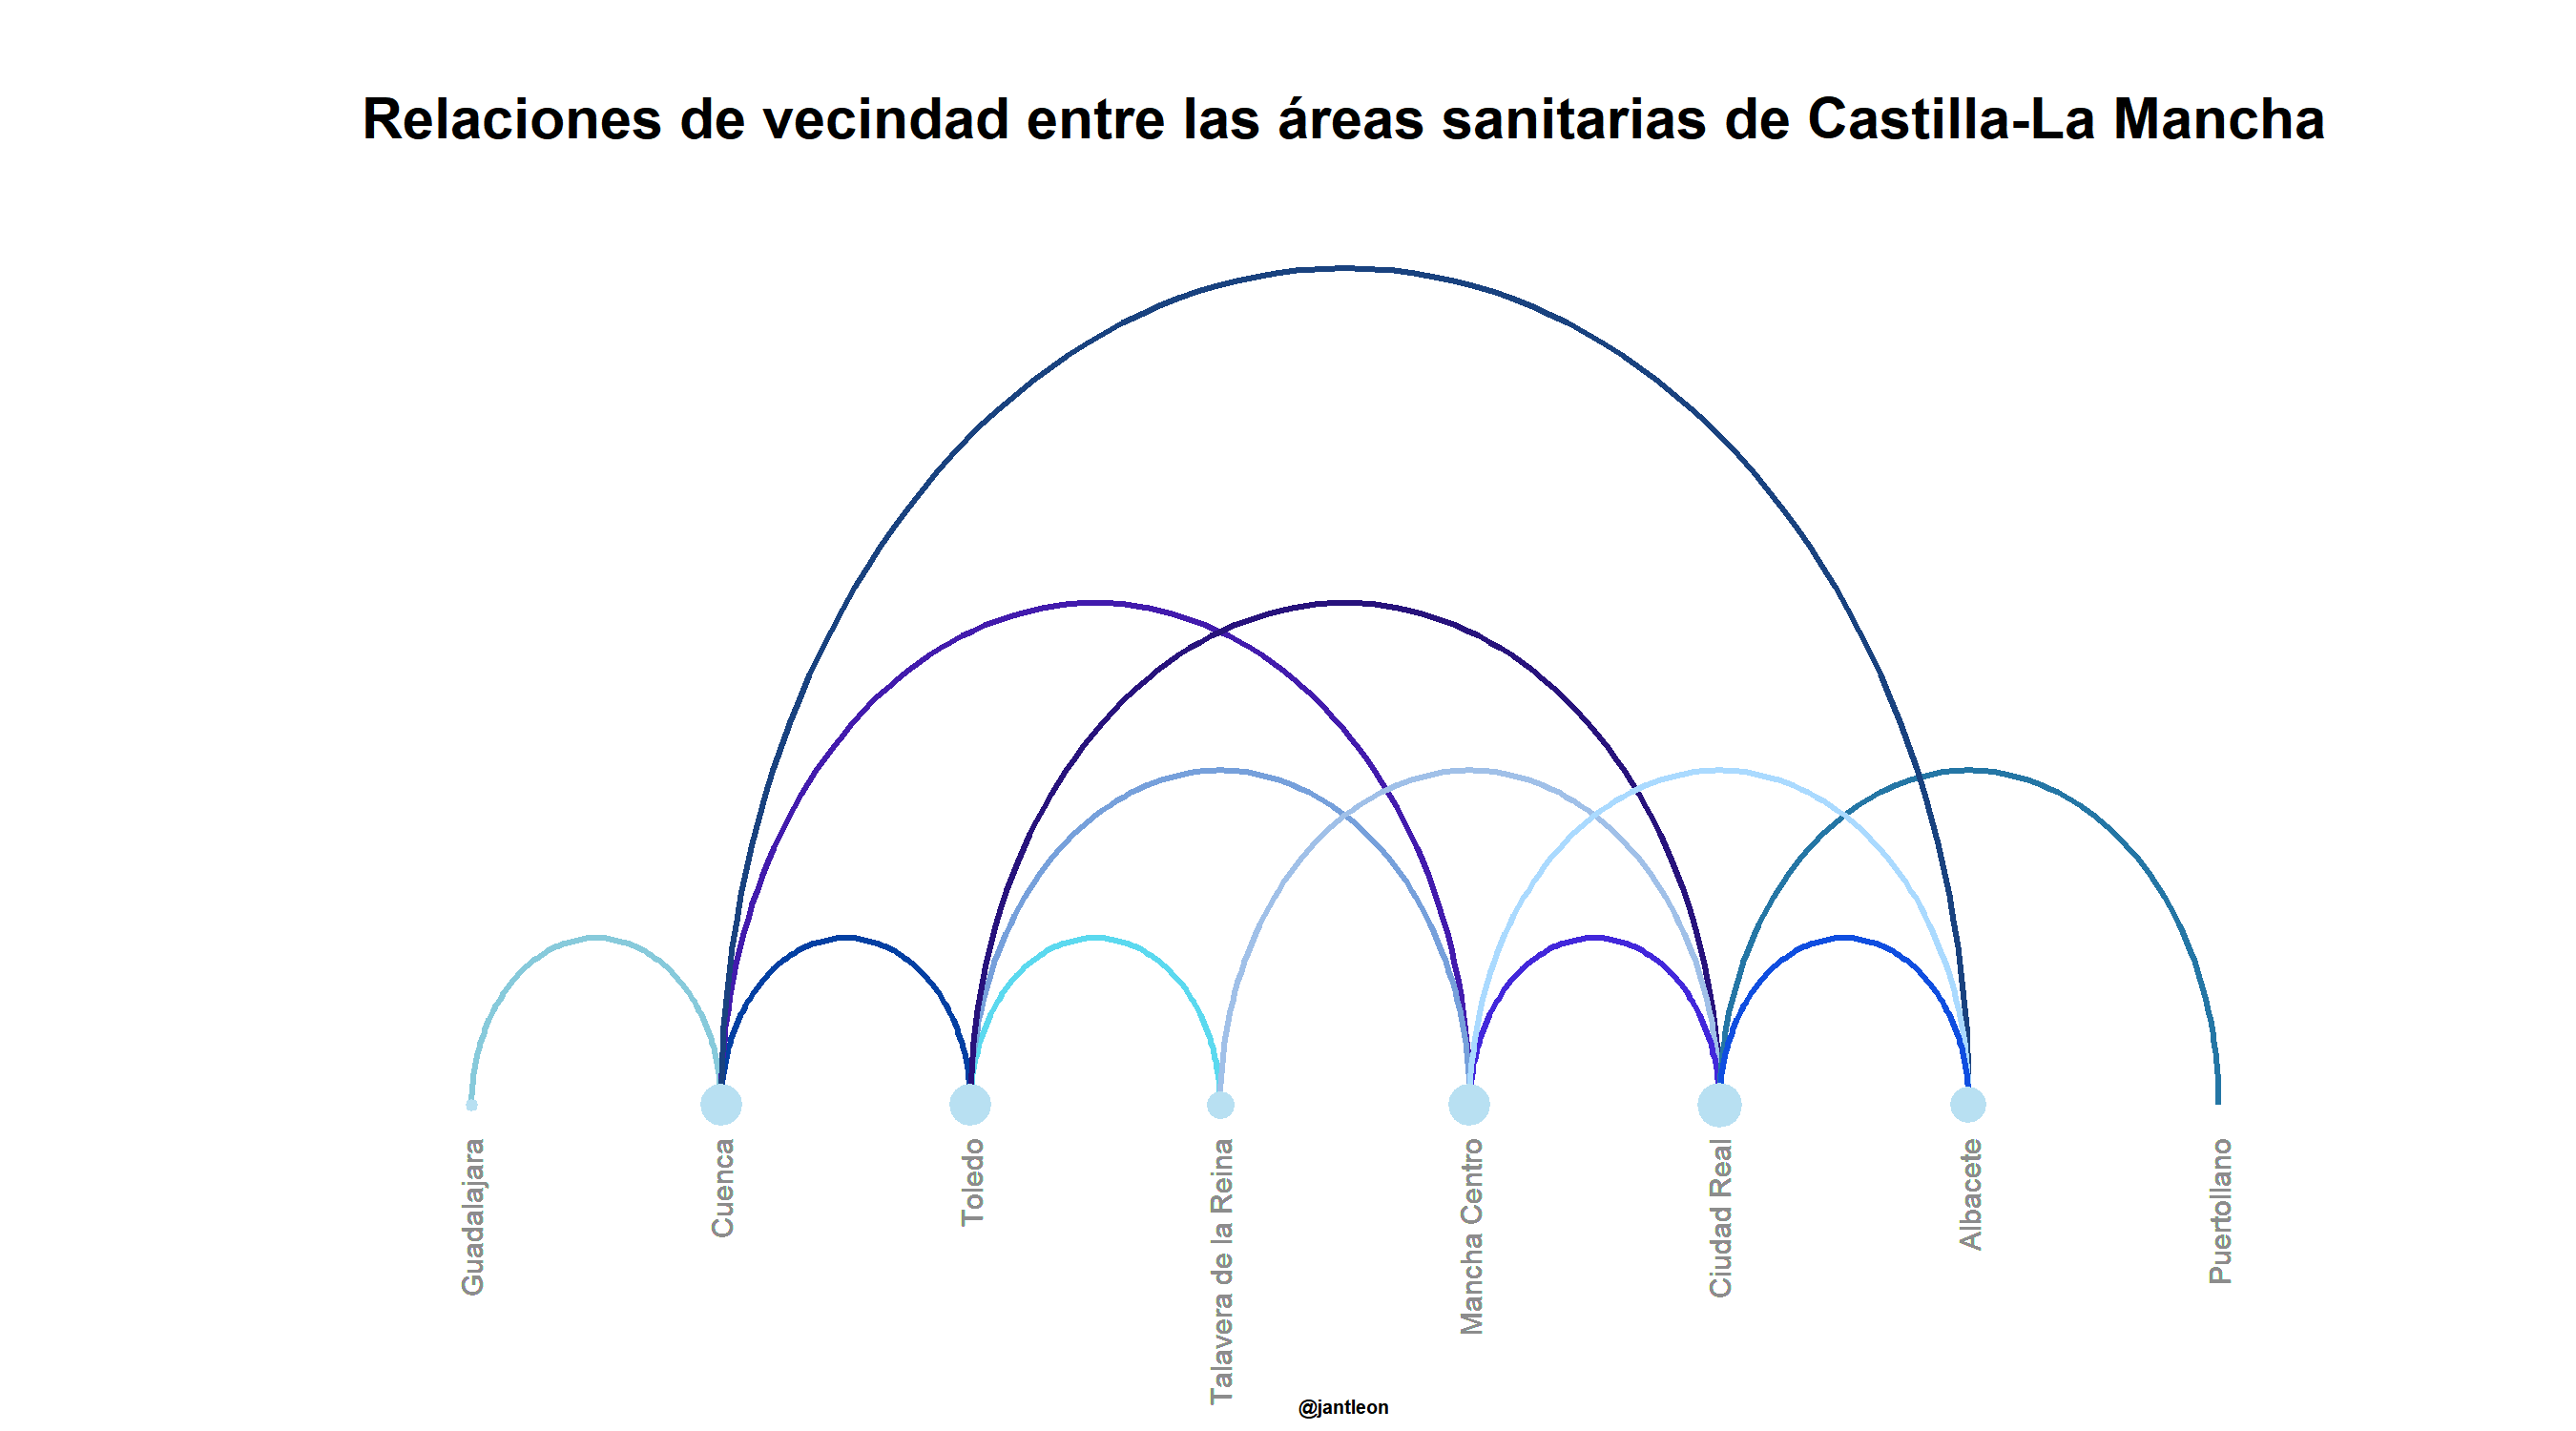 Relaciones de vecindad entre las áreas sanitarias de Castilla-La Mancha
Guadalajara
Cuenca
Toledo
Talavera de la Reina
Mancha Centro
Ciudad Real
Albacete
Puertollano
@jantleon